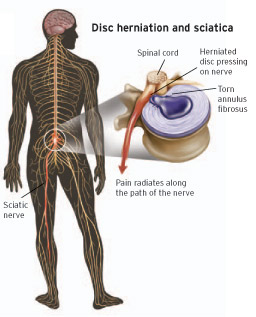 Disc herniation and sciatica
Spinal cord
Herniated
disc pressing
on nerve
Torn
annulus
fibrosus
Pain radiates along
the path of the nerve
Sciatic
nerve